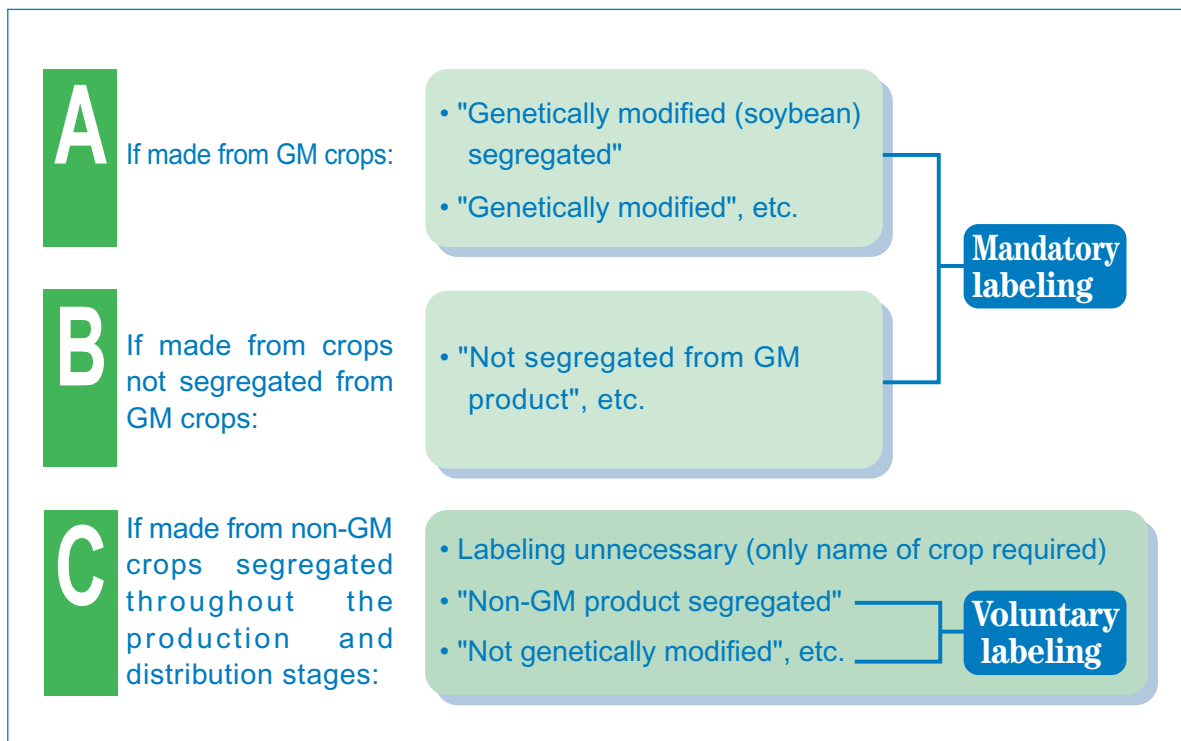 A
If made from GM crops:
• "Genetically modified (soybean)
segregated"
• "Genetically modified", etc.
Mandatory
labeling
B
If made from crops
not segregated from
GM crops:
• "Not segregated from GM
product", etc.
C
If made from non-GM
crops segregated
throughout the
production and
distribution stages:
• Labeling unnecessary (only name of crop required)
• "Non-GM product segregated"
• "Not genetically modified", etc.
Voluntary
labeling